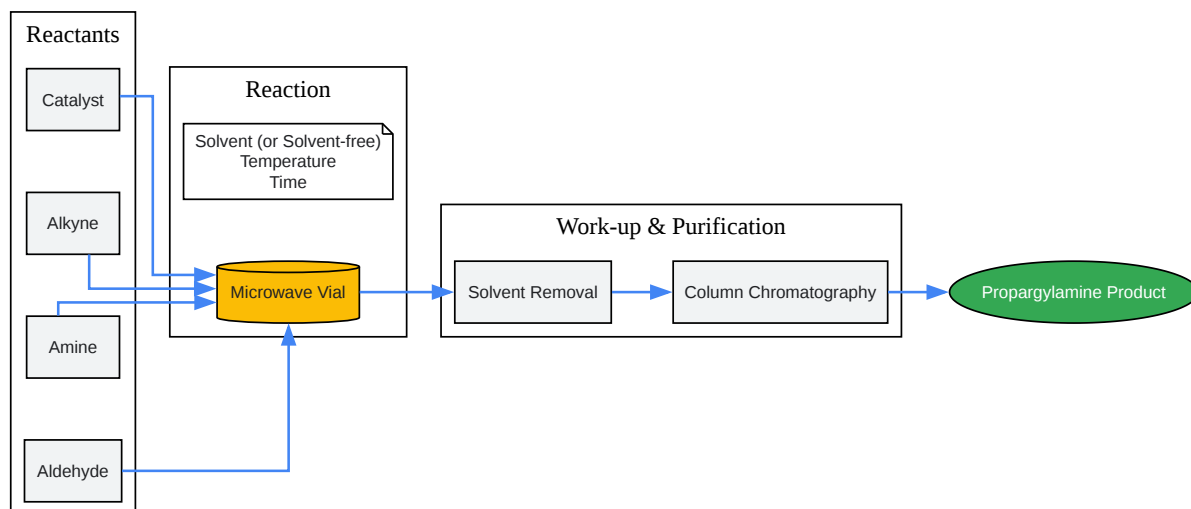 Reactants
Catalyst
Alkyne
Amine
Aldehyde
Reaction
Solvent (or Solvent-free)
Temperature
Time
Microwave Vial
Work-up & Purification
Solvent Removal
Column Chromatography
Propargylamine Product